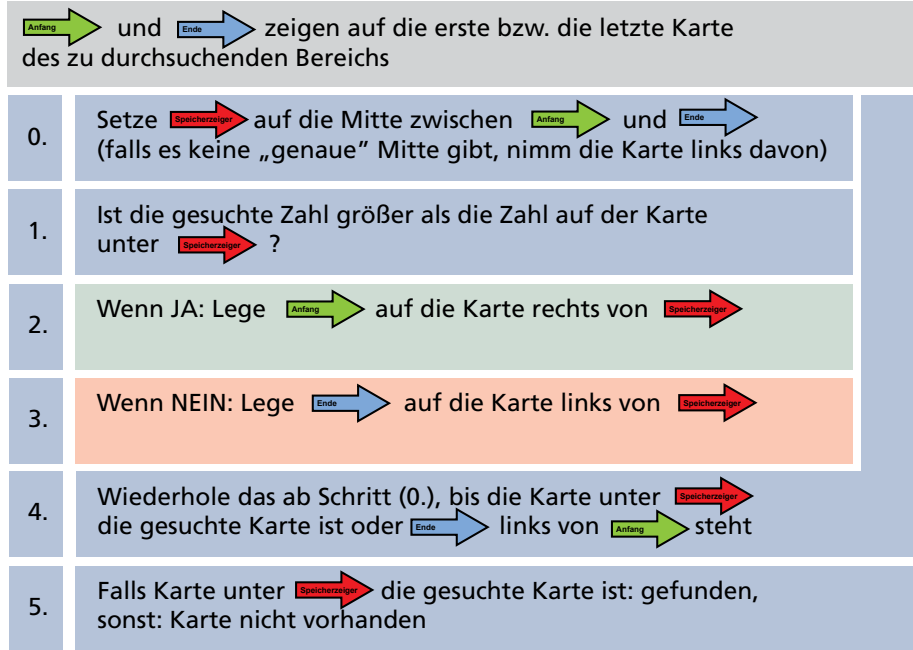 Anfang und Ende zeigen auf die erste bzw. die letzte Karte
des zu durchsuchenden Bereichs
0. Setze Speicherzeiger auf die Mitte zwischen Anfang und Ende
(falls es keine „genaue” Mitte gibt, nimm die Karte links davon)
1. Ist die gesuchte Zahl größer als die Zahl auf der Karte
unter Speicherzeiger ?
2. Wenn JA: Lege Anfang auf die Karte rechts von Speicherzeiger
3. Wenn NEIN: Lege Ende auf die Karte links von Speicherzeiger
4. Wiederhole das ab Schritt (0.), bis die Karte unter Speicherzeiger
die gesuchte Karte ist oder Ende links von Anfang steht
5. Falls Karte unter Speicherzeiger die gesuchte Karte ist: gefunden,
sonst: Karte nicht vorhanden